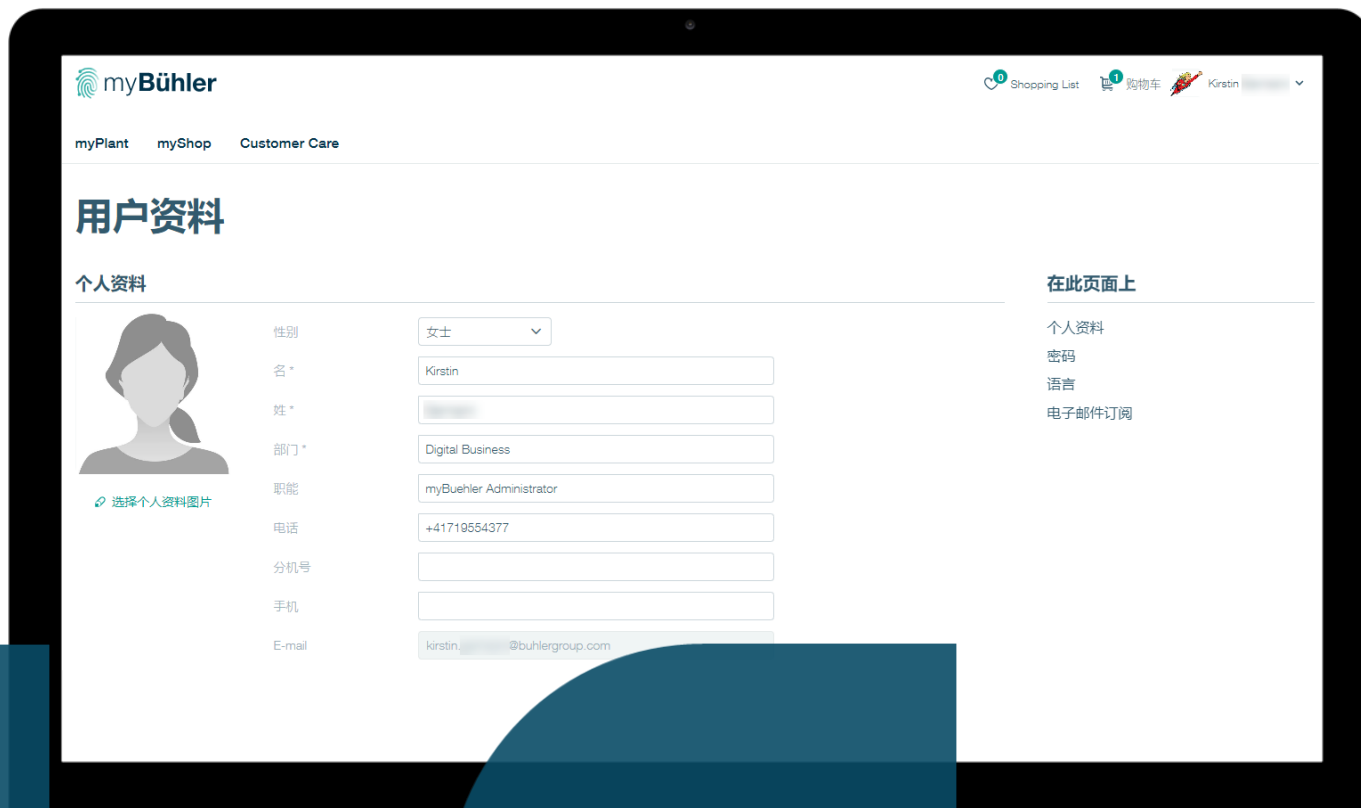 myBühler
0 Shopping List 1 购物车 Kirstin
myPlant myShop Customer Care
用户资料
个人资料
性别 女士
名 * Kirstin
姓 *
部门 * Digital Business
职能 myBuehler Administrator
电话 +41719554377
分机号
手机
E-mail kirstin. @buhlergroup.com
选择个人资料图片
在此页面上
个人资料
密码
语言
电子邮件订阅